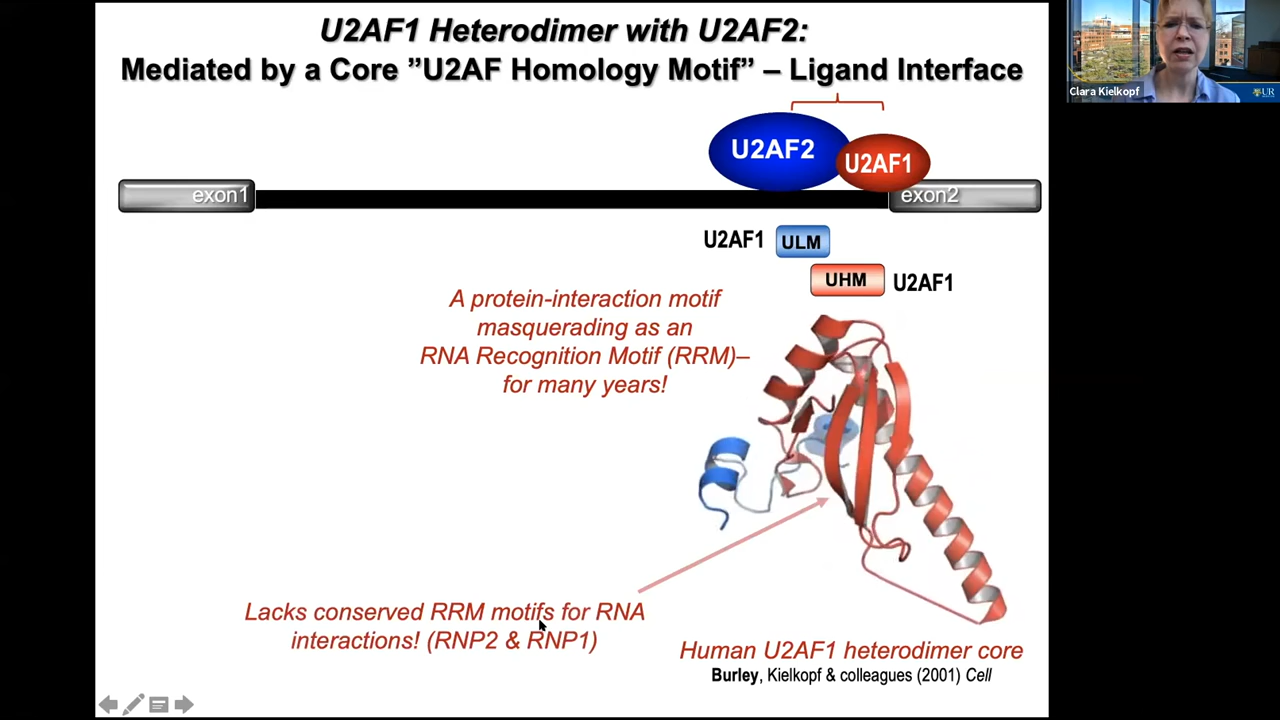 U2AF1 Heterodimer with U2AF2:
Mediated by a Core ”U2AF Homology Motif” – Ligand Interface
Clara Kielkopf
UR
U2AF2
U2AF1
exon1
exon2
U2AF1 ULM
UHM U2AF1
A protein-interaction motif
masquerading as an
RNA Recognition Motif (RRM)–
for many years!
Lacks conserved RRM motifs for RNA
interactions! (RNP2 & RNP1)
Human U2AF1 heterodimer core
Burley, Kielkopf & colleagues (2001) Cell